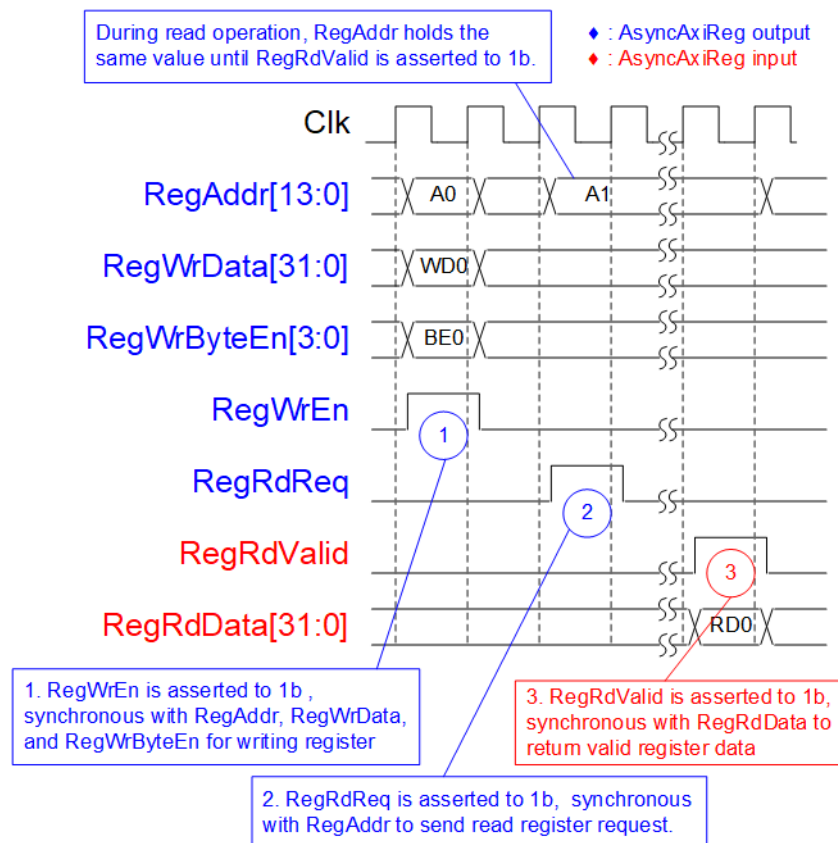 During read operation, RegAddr holds the
same value until RegRdValid is asserted to 1b.
♦ : AsyncAxiReg output
♦ : AsyncAxiReg input
Clk
RegAddr[13:0]
A0
A1
RegWrData[31:0]
WD0
RegWrByteEn[3:0]
BE0
RegWrEn
1
RegRdReq
2
RegRdValid
3
RegRdData[31:0]
RD0
1. RegWrEn is asserted to 1b ,
synchronous with RegAddr, RegWrData,
and RegWrByteEn for writing register
3. RegRdValid is asserted to 1b,
synchronous with RegRdData to
return valid register data
2. RegRdReq is asserted to 1b, synchronous
with RegAddr to send read register request.